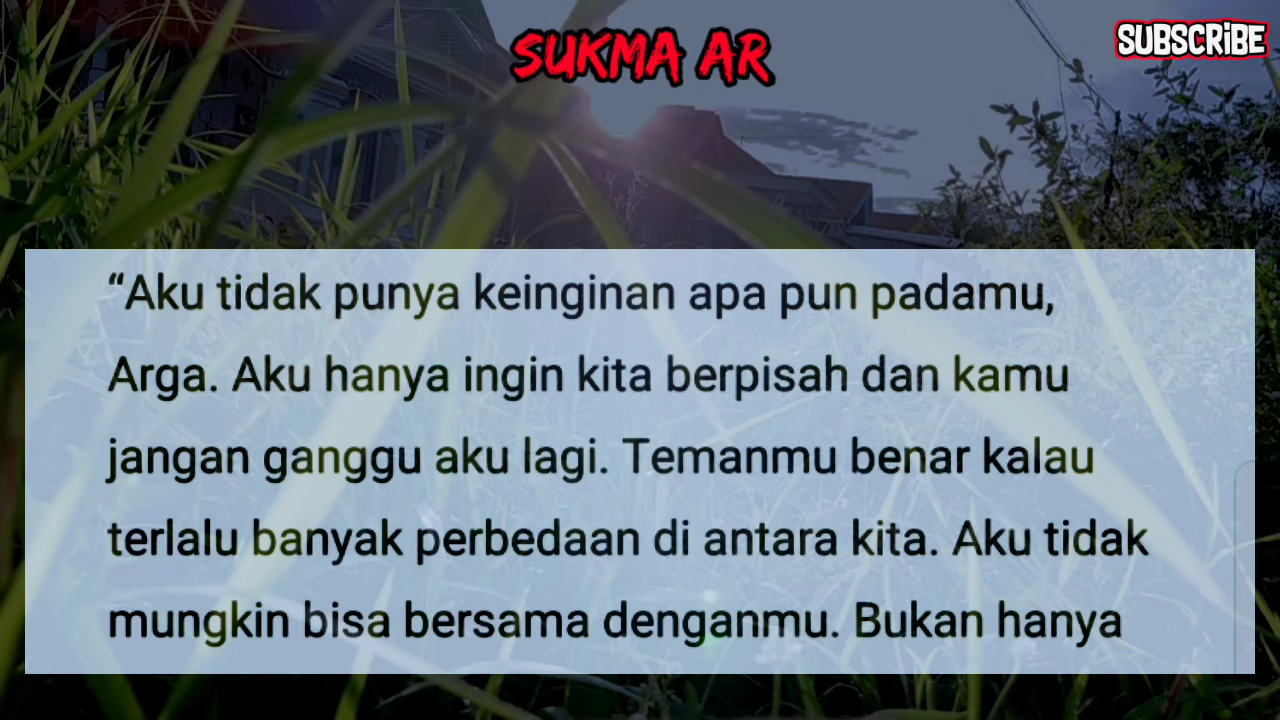 SUKMA AR
SUBSCRiBE
“Aku tidak punya keinginan apa pun padamu,
Arga. Aku hanya ingin kita berpisah dan kamu
jangan ganggu aku lagi. Temanmu benar kalau
terlalu banyak perbedaan di antara kita. Aku tidak
mungkin bisa bersama denganmu. Bukan hanya